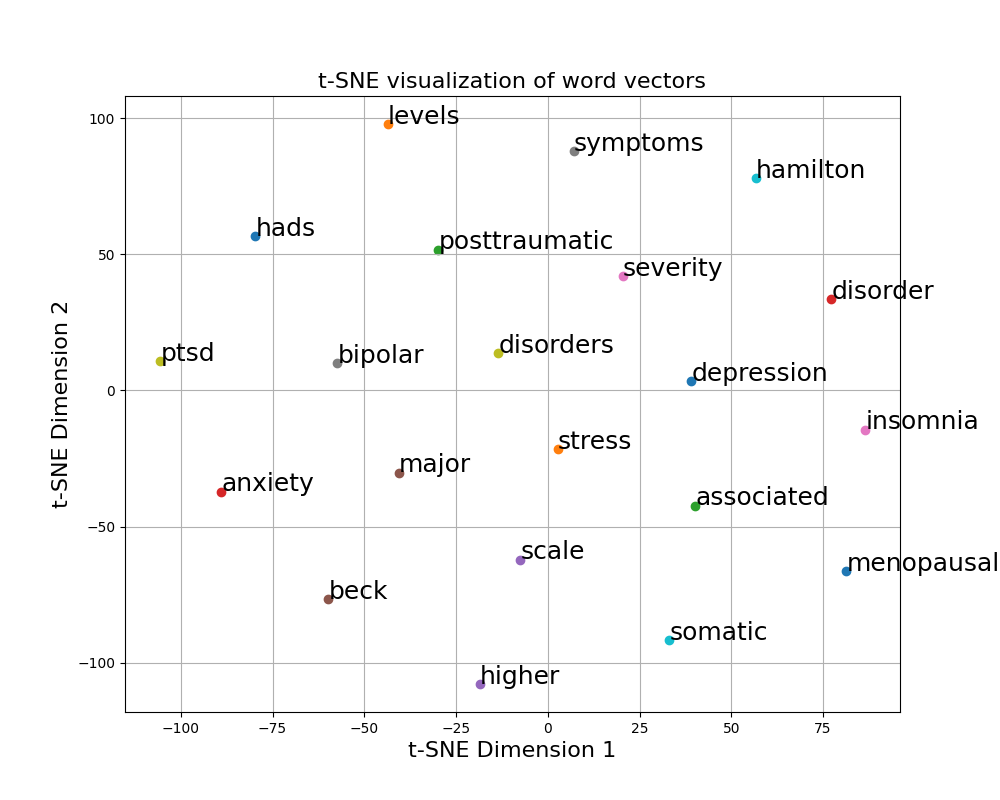 t-SNE visualization of word vectors
levels
symptoms
hamilton
hads
posttraumatic
severity
disorder
ptsd
bipolar
disorders
depression
insomnia
stress
major
anxiety
associated
scale
menopausal
beck
somatic
higher
100
50
0
−50
−100
t-SNE Dimension 2
−100
−75
−50
−25
0
25
50
75
t-SNE Dimension 1